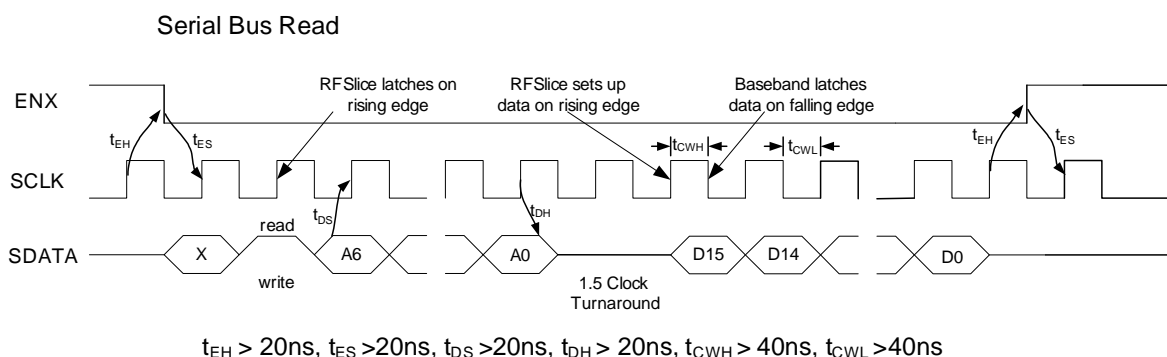 Serial Bus Read
RFSlice latches on
rising edge
RFSlice sets up
data on rising edge
Baseband latches
data on falling edge
ENX
tEH
tES
tCWH
tCWL
tEH
tES
SCLK
tDS
tDH
read
SDATA
X
A6
A0
D15
D14
D0
write
1.5 Clock
Turnaround
tEH > 20ns, tES >20ns, tDS >20ns, tDH > 20ns, tCWH > 40ns, tCWL >40ns